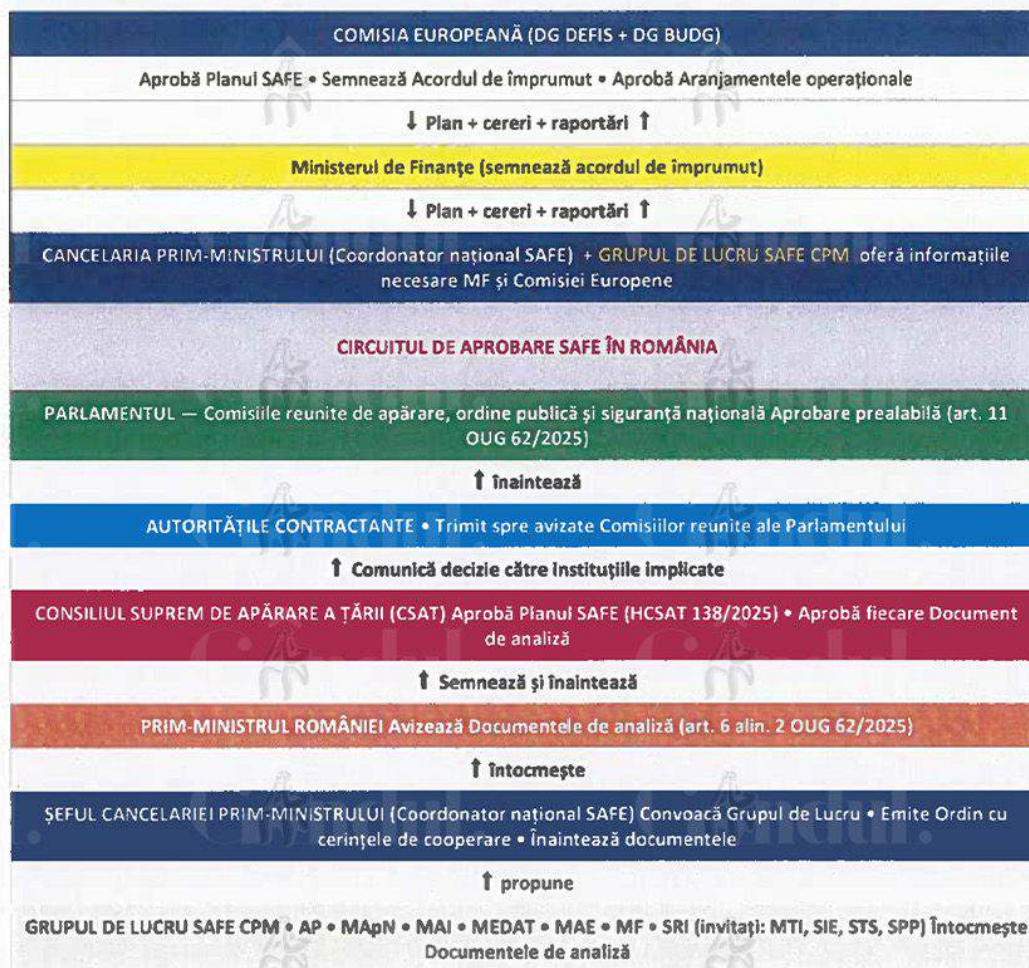 COMISIA EUROPEANĂ (DG DEFIS + DG BUDG)
Aprobă Planul SAFE • Semnează Acordul de împrumut • Aprobă Aranjamentele operaționale
↓ Plan + cereri + raportări ↑
Ministerul de Finanțe (semnează acordul de împrumut)
↓ Plan + cereri + raportări ↑
CANCELARIA PRIM-MINISTRULUI (Coordonator național SAFE) + GRUPUL DE LUCRU SAFE CPM oferă informațiile
necesare MF și Comisiei Europene
CIRCUITUL DE APROBARE SAFE ÎN ROMÂNIA
PARLAMENTUL — Comisiile reunite de apărare, ordine publică și siguranță națională Aprobare prealabilă (art. 11
OUG 62/2025)
↑ înaintează
AUTORITĂȚILE CONTRACTANTE • Trimit spre avizate Comisiilor reunite ale Parlamentului
↑ Comunică decizie către instituțiile implicate
CONSILIUL SUPREM DE APĂRARE A ȚĂRII (CSAT) Aprobă Planul SAFE (HCSAT 138/2025) • Aprobă fiecare Document
de analiză
↑ Semnează și înaintează
PRIM-MINISTRUL ROMÂNIEI Avizează Documentele de analiză (art. 6 alin. 2 OUG 62/2025)
↑ întocmește
ȘEFUL CANCELARIEI PRIM-MINISTRULUI (Coordonator național SAFE) Convoacă Grupul de Lucru • Emite Ordin cu
cerințele de cooperare • Înaintează documentele
↑ propune
GRUPUL DE LUCRU SAFE CPM • AP • MApN • MAI • MEDAT • MAE • MF • SRI (invitați: MTI, SIE, STS, SPP) Întocmește
Documentele de analiză
Gândul.